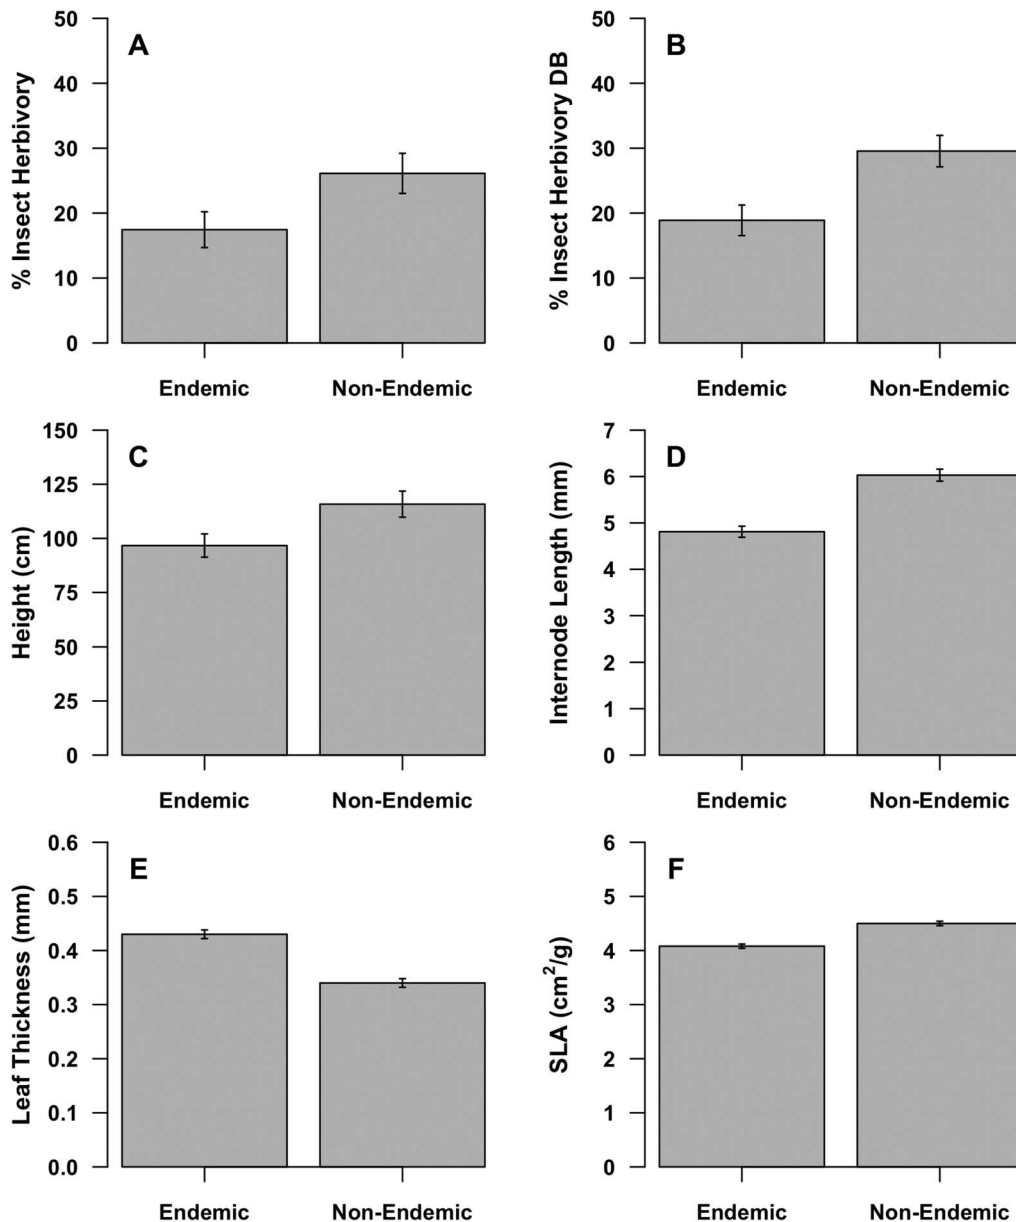 A
% Insect Herbivory
50
40
30
20
10
0
Endemic Non-Endemic
B
% Insect Herbivory DB
50
40
30
20
10
0
Endemic Non-Endemic
C
Height (cm)
150
125
100
75
50
25
0
Endemic Non-Endemic
D
Internode Length (mm)
7
6
5
4
3
2
1
0
Endemic Non-Endemic
E
Leaf Thickness (mm)
0.6
0.5
0.4
0.3
0.2
0.1
0.0
Endemic Non-Endemic
F
SLA (cm²/g)
6
5
4
3
2
1
0
Endemic Non-Endemic